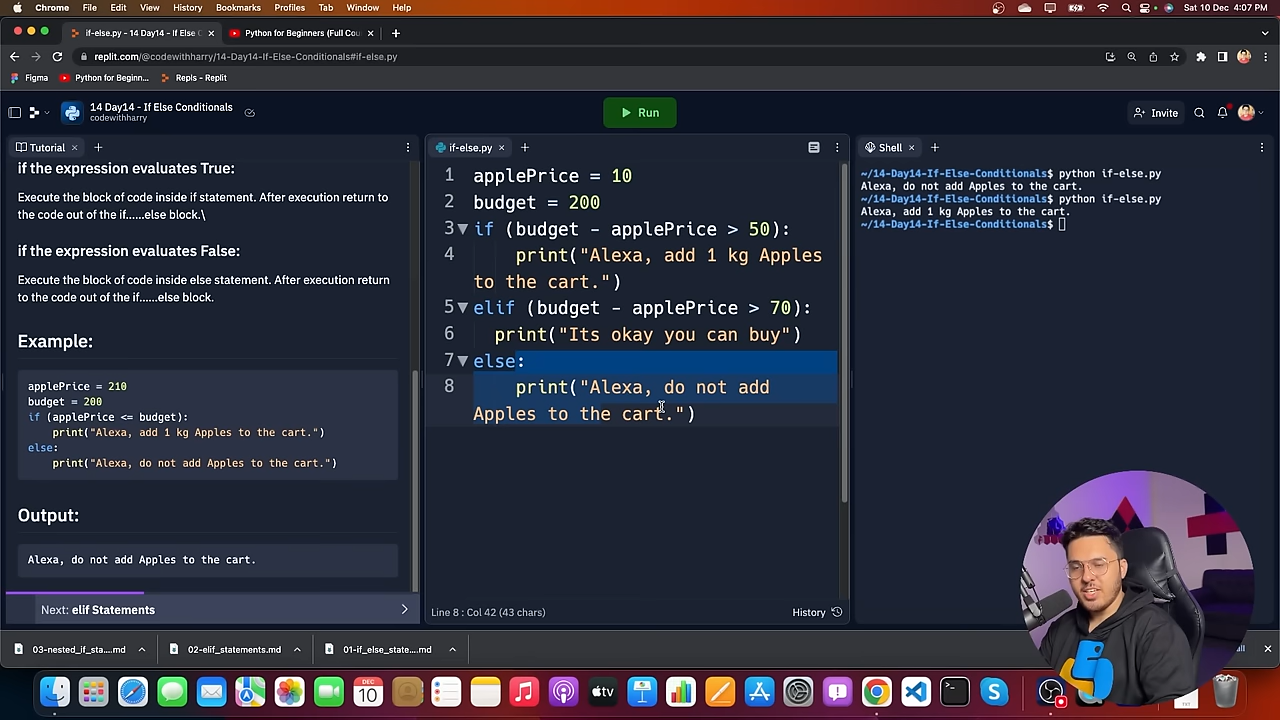 Chrome File Edit View History Bookmarks Profiles Tab Window Help Sat 10 Dec 4:07 PM
if-else.py - 14 Day14 - If Else C Python for Beginners (Full Cou
replit.com/@codewithharry/14-Day14-If-Else-Conditionals#if-else.py
Figma Python for Beginn... Repls - Replit
14 Day14 - If Else Conditionals
codewithharry
Run
Invite
Tutorial
if the expression evaluates True:
Execute the block of code inside if statement. After execution return
to the code out of the if......else block.\
if the expression evaluates False:
Execute the block of code inside else statement. After execution return
to the code out of the if......else block.
Example:
applePrice = 210
budget = 200
if (applePrice <= budget):
    print("Alexa, add 1 kg Apples to the cart.")
else:
    print("Alexa, do not add Apples to the cart.")
Output:
Alexa, do not add Apples to the cart.
Next: elif Statements
if-else.py
1 applePrice = 10
2 budget = 200
3 if (budget - applePrice > 50):
4     print("Alexa, add 1 kg Apples
to the cart.")
5 elif (budget - applePrice > 70):
6   print("Its okay you can buy")
7 else:
8     print("Alexa, do not add
Apples to the cart.")
Line 8 : Col 42 (43 chars)
History
Shell
~/14-Day14-If-Else-Conditionals$ python if-else.py
Alexa, do not add Apples to the cart.
~/14-Day14-If-Else-Conditionals$ python if-else.py
Alexa, add 1 kg Apples to the cart.
~/14-Day14-If-Else-Conditionals$
03-nested_if_sta....md 02-elif_statements.md 01-if_else_state....md
DEC
10
tv